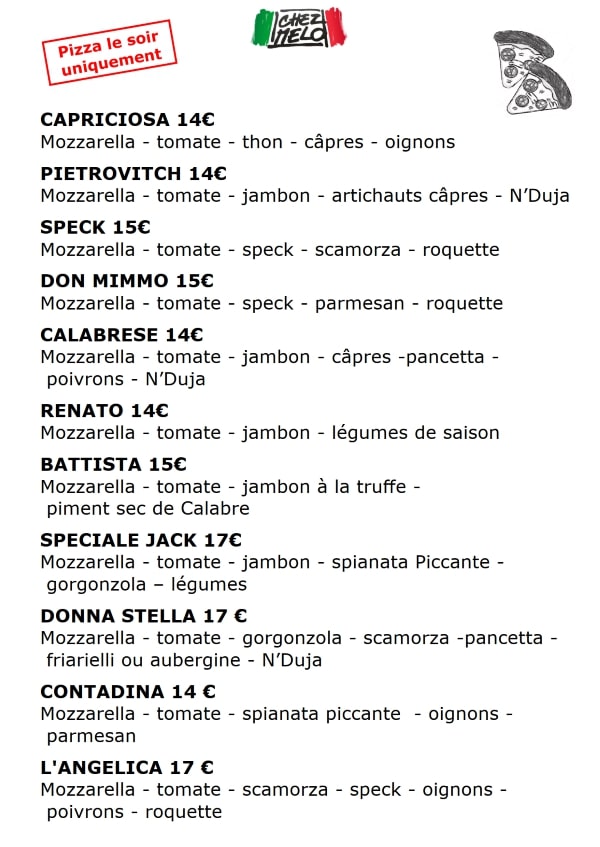 Pizza le soir
uniquement
CHEZ
MELO
CAPRICIOSA 14€
Mozzarella - tomate - thon - câpres - oignons
PIETROVITCH 14€
Mozzarella - tomate - jambon - artichauts câpres - N’Duja
SPECK 15€
Mozzarella - tomate - speck - scamorza - roquette
DON MIMMO 15€
Mozzarella - tomate - speck - parmesan - roquette
CALABRESE 14€
Mozzarella - tomate - jambon - câpres -pancetta -
poivrons - N’Duja
RENATO 14€
Mozzarella - tomate - jambon - légumes de saison
BATTISTA 15€
Mozzarella - tomate - jambon à la truffe -
piment sec de Calabre
SPECIALE JACK 17€
Mozzarella - tomate - jambon - spianata Piccante -
gorgonzola – légumes
DONNA STELLA 17 €
Mozzarella - tomate - gorgonzola - scamorza -pancetta -
friarielli ou aubergine - N’Duja
CONTADINA 14 €
Mozzarella - tomate - spianata piccante  - oignons -
parmesan
L'ANGELICA 17 €
Mozzarella - tomate - scamorza - speck - oignons -
poivrons - roquette